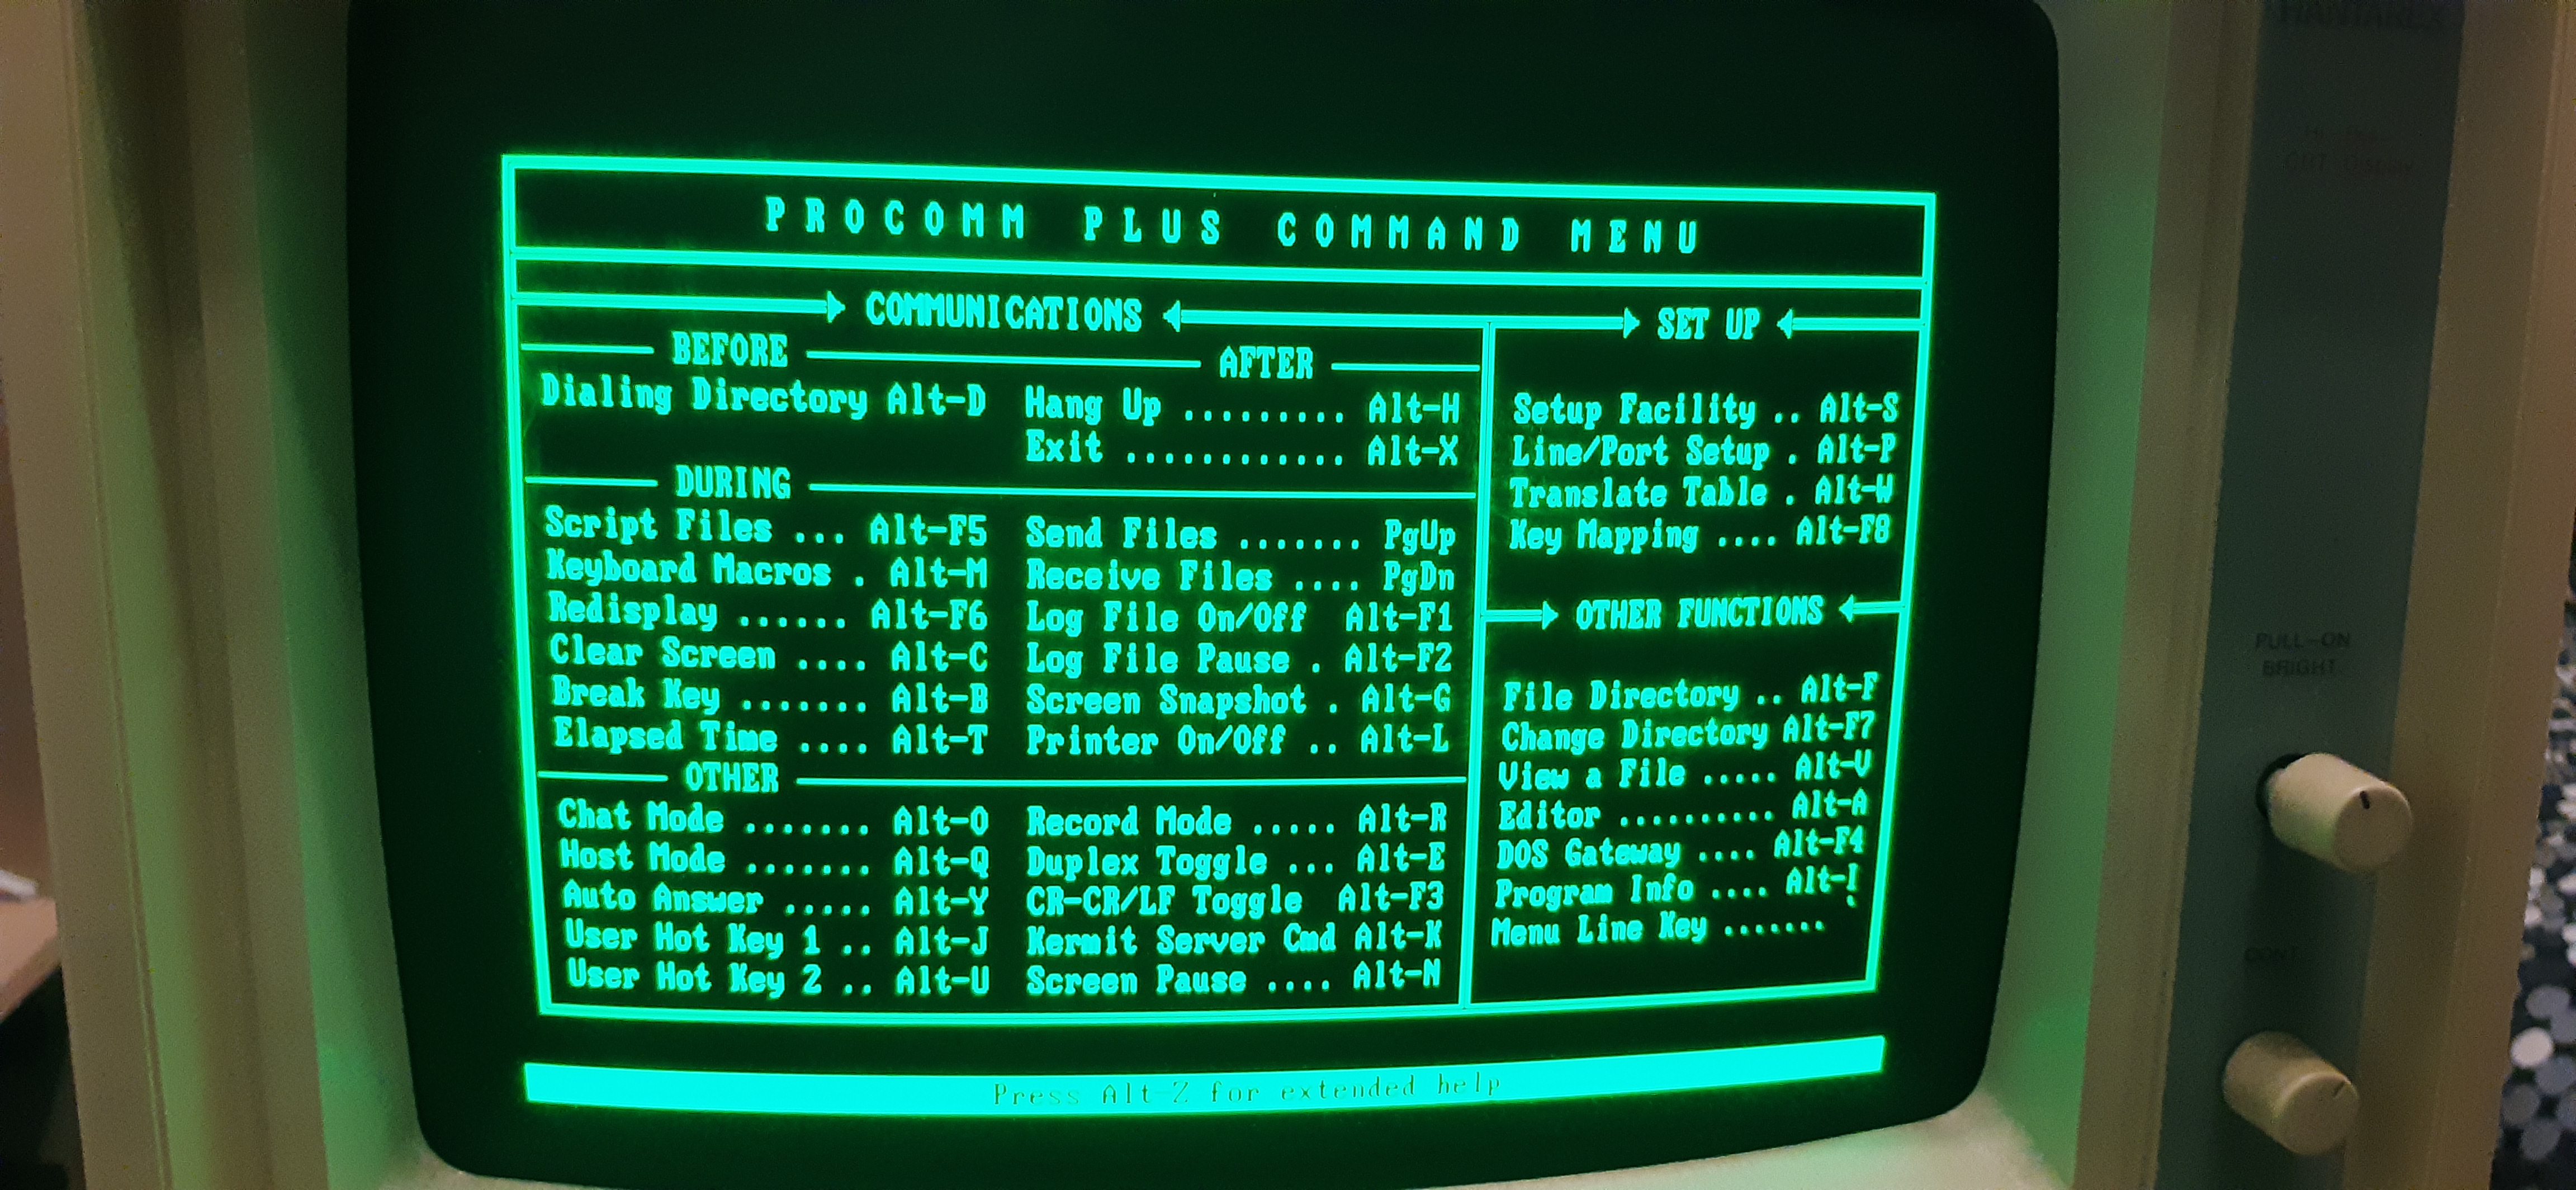 HANTAREX
CRT Display
PROCOMM PLUS COMMAND MENU
COMMUNICATIONS
BEFORE
AFTER
Dialing Directory Alt-D
Hang Up ......... Alt-H
Exit ............ Alt-X
DURING
Script Files ... Alt-F5
Send Files ....... PgUp
Keyboard Macros . Alt-M
Receive Files .... PgDn
Redisplay ...... Alt-F6
Log File On/Off Alt-F1
Clear Screen .... Alt-C
Log File Pause . Alt-F2
Break Key ....... Alt-B
Screen Snapshot . Alt-G
Elapsed Time .... Alt-T
Printer On/Off .. Alt-L
OTHER
Chat Mode ....... Alt-O
Record Mode ..... Alt-R
Host Mode ....... Alt-Q
Duplex Toggle ... Alt-E
Auto Answer ..... Alt-Y
CR-CR/LF Toggle Alt-F3
User Hot Key 1 .. Alt-J
Kermit Server Cmd Alt-K
User Hot Key 2 .. Alt-U
Screen Pause .... Alt-N
SET UP
Setup Facility .. Alt-S
Line/Port Setup . Alt-P
Translate Table . Alt-W
Key Mapping .... Alt-F8
OTHER FUNCTIONS
File Directory .. Alt-F
Change Directory Alt-F7
View a File ..... Alt-V
Editor .......... Alt-A
DOS Gateway .... Alt-F4
Program Info .... Alt-I
Menu Line Key ....... `
Press Alt-Z for extended help
PULL-ON
BRIGHT.
CONT.